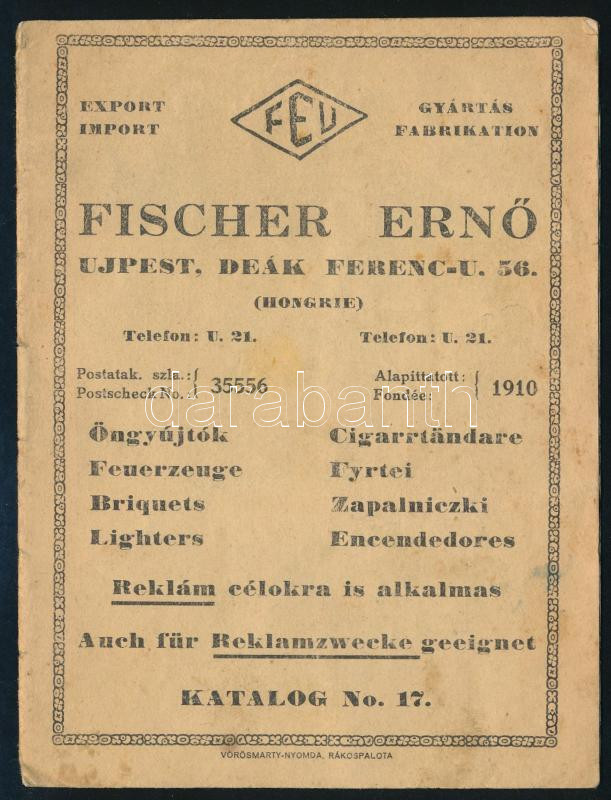 EXPORT
IMPORT
FEU
GYÁRTÁS
FABRIKATION
FISCHER ERNŐ
UJPEST, DEÁK FERENC-U. 56.
(HONGRIE)
Telefon: U. 21.
Telefon: U. 21.
Postatak. szla.:
Postscheck No.:
35556
Alapittatott:
Fondée:
1910
Öngyújtók
Feuerzeuge
Briquets
Lighters
Cigarrtändare
Fyrtei
Zapalniczki
Encendedores
Reklám célokra is alkalmas
Auch für Reklamzwecke geeignet
KATALOG No. 17.
VÖRÖSMARTY-NYOMDA, RÁKOSPALOTA
darabanth